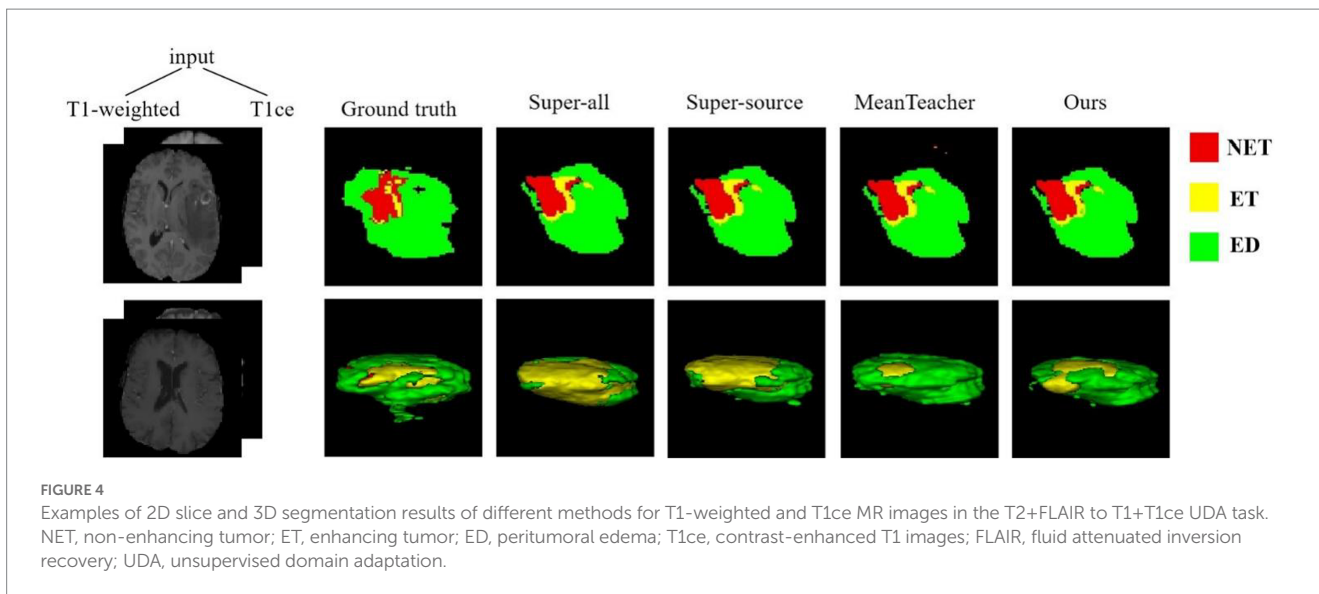 input
T1-weighted T1ce Ground truth Super-all Super-source MeanTeacher Ours
NET
ET
ED
FIGURE 4
Examples of 2D slice and 3D segmentation results of different methods for T1-weighted and T1ce MR images in the T2+FLAIR to T1+T1ce UDA task.
NET, non-enhancing tumor; ET, enhancing tumor; ED, peritumoral edema; T1ce, contrast-enhanced T1 images; FLAIR, fluid attenuated inversion
recovery; UDA, unsupervised domain adaptation.